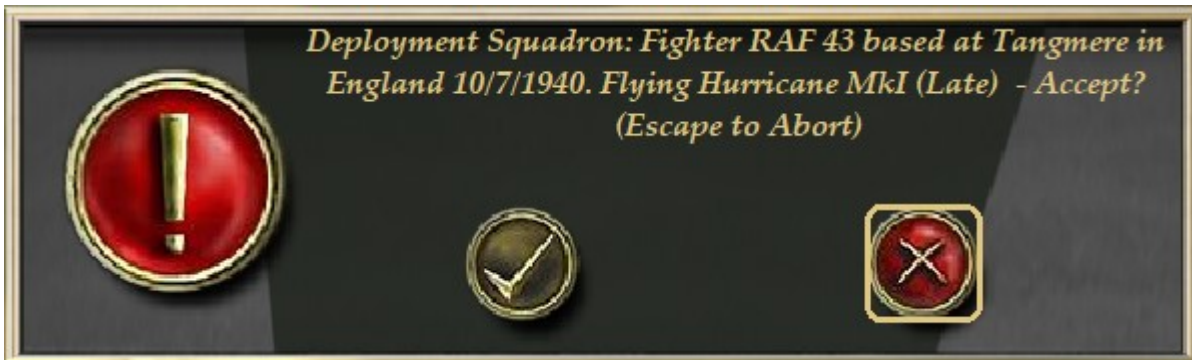 Deployment Squadron: Fighter RAF 43 based at Tangmere in
England 10/7/1940. Flying Hurricane MkI (Late)  - Accept?
(Escape to Abort)